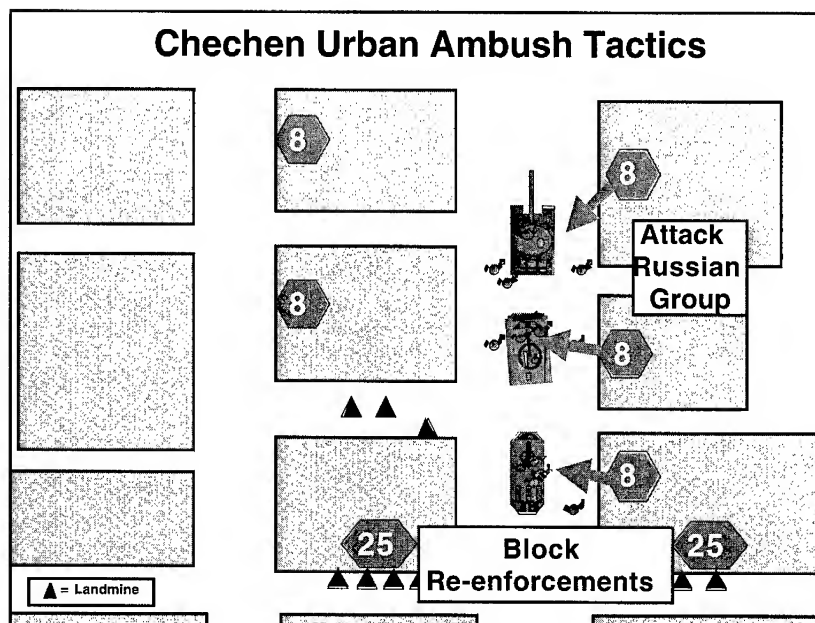 Chechen Urban Ambush Tactics
8
8
Attack
Russian
Group
8
8
8
25
Block
Re-enforcements
25
= Landmine